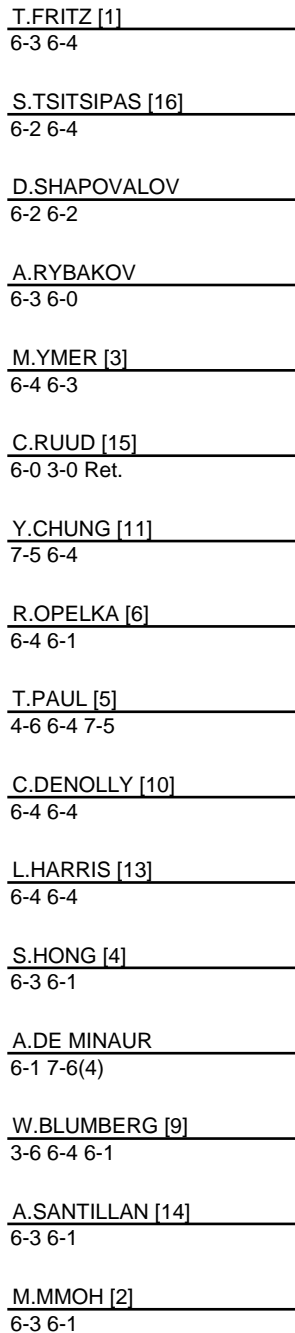 T.FRITZ [1]
6-3 6-4
S.TSITSIPAS [16]
6-2 6-4
D.SHAPOVALOV
6-2 6-2
A.RYBAKOV
6-3 6-0
M.YMER [3]
6-4 6-3
C.RUUD [15]
6-0 3-0 Ret.
Y.CHUNG [11]
7-5 6-4
R.OPELKA [6]
6-4 6-1
T.PAUL [5]
4-6 6-4 7-5
C.DENOLLY [10]
6-4 6-4
L.HARRIS [13]
6-4 6-4
S.HONG [4]
6-3 6-1
A.DE MINAUR
6-1 7-6(4)
W.BLUMBERG [9]
3-6 6-4 6-1
A.SANTILLAN [14]
6-3 6-1
M.MMOH [2]
6-3 6-1